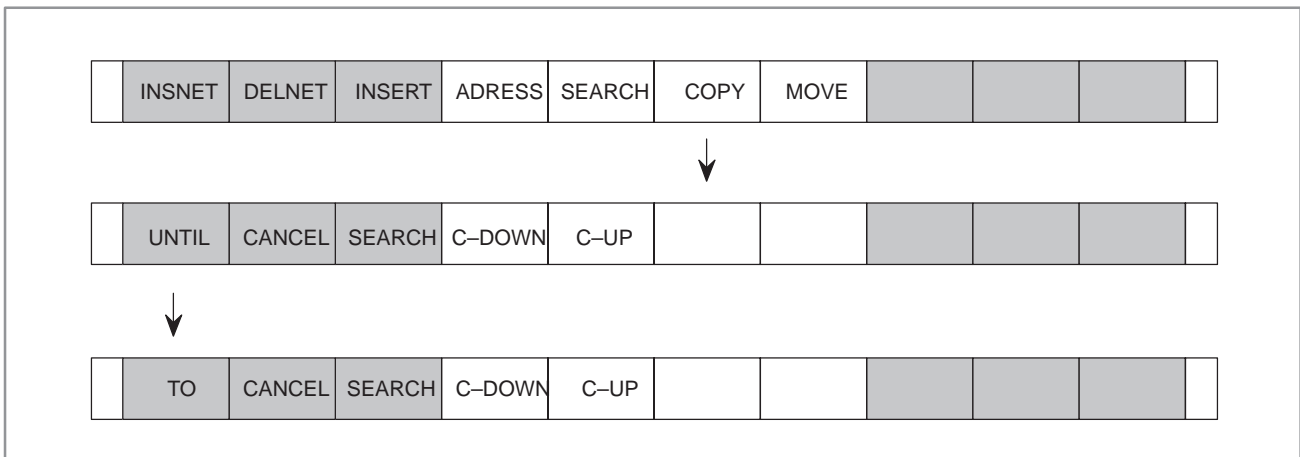 INSNET DELNET INSERT ADRESS SEARCH COPY MOVE
UNTIL CANCEL SEARCH C–DOWN C–UP
TO CANCEL SEARCH C–DOWN C–UP